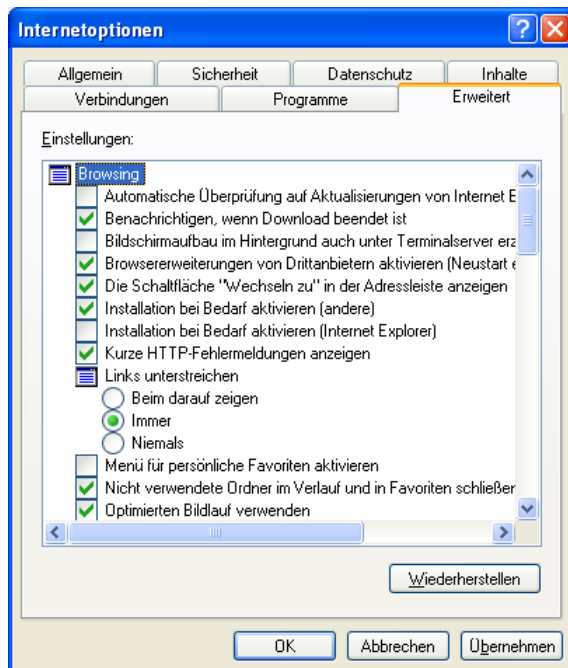 Internetoptionen
Allgemein Sicherheit Datenschutz Inhalte
Verbindungen Programme Erweitert
Einstellungen:
Browsing
Automatische Überprüfung auf Aktualisierungen von Internet E
Benachrichtigen, wenn Download beendet ist
Bildschirmaufbau im Hintergrund auch unter Terminalserver erz
Browsererweiterungen von Drittanbietern aktivieren (Neustart e
Die Schaltfläche "Wechseln zu" in der Adressleiste anzeigen
Installation bei Bedarf aktivieren (andere)
Installation bei Bedarf aktivieren (Internet Explorer)
Kurze HTTP-Fehlermeldungen anzeigen
Links unterstreichen
Beim darauf zeigen
Immer
Niemals
Menü für persönliche Favoriten aktivieren
Nicht verwendete Ordner im Verlauf und in Favoriten schließen
Optimierten Bildlauf verwenden
Wiederherstellen
OK Abbrechen Übernehmen